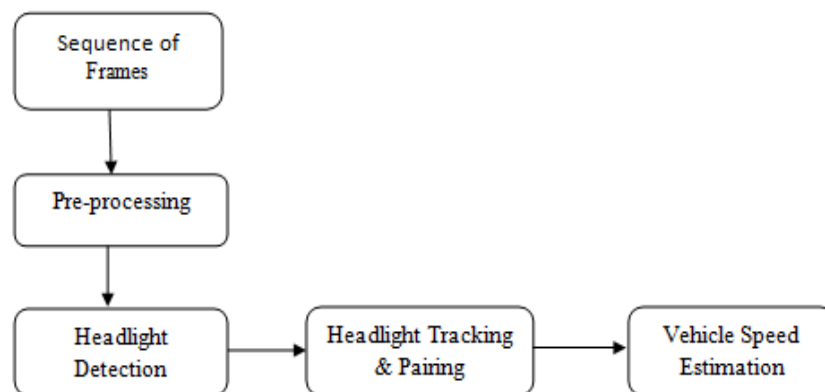 Sequence of
Frames
Pre-processing
Headlight
Detection
Headlight Tracking
& Pairing
Vehicle Speed
Estimation